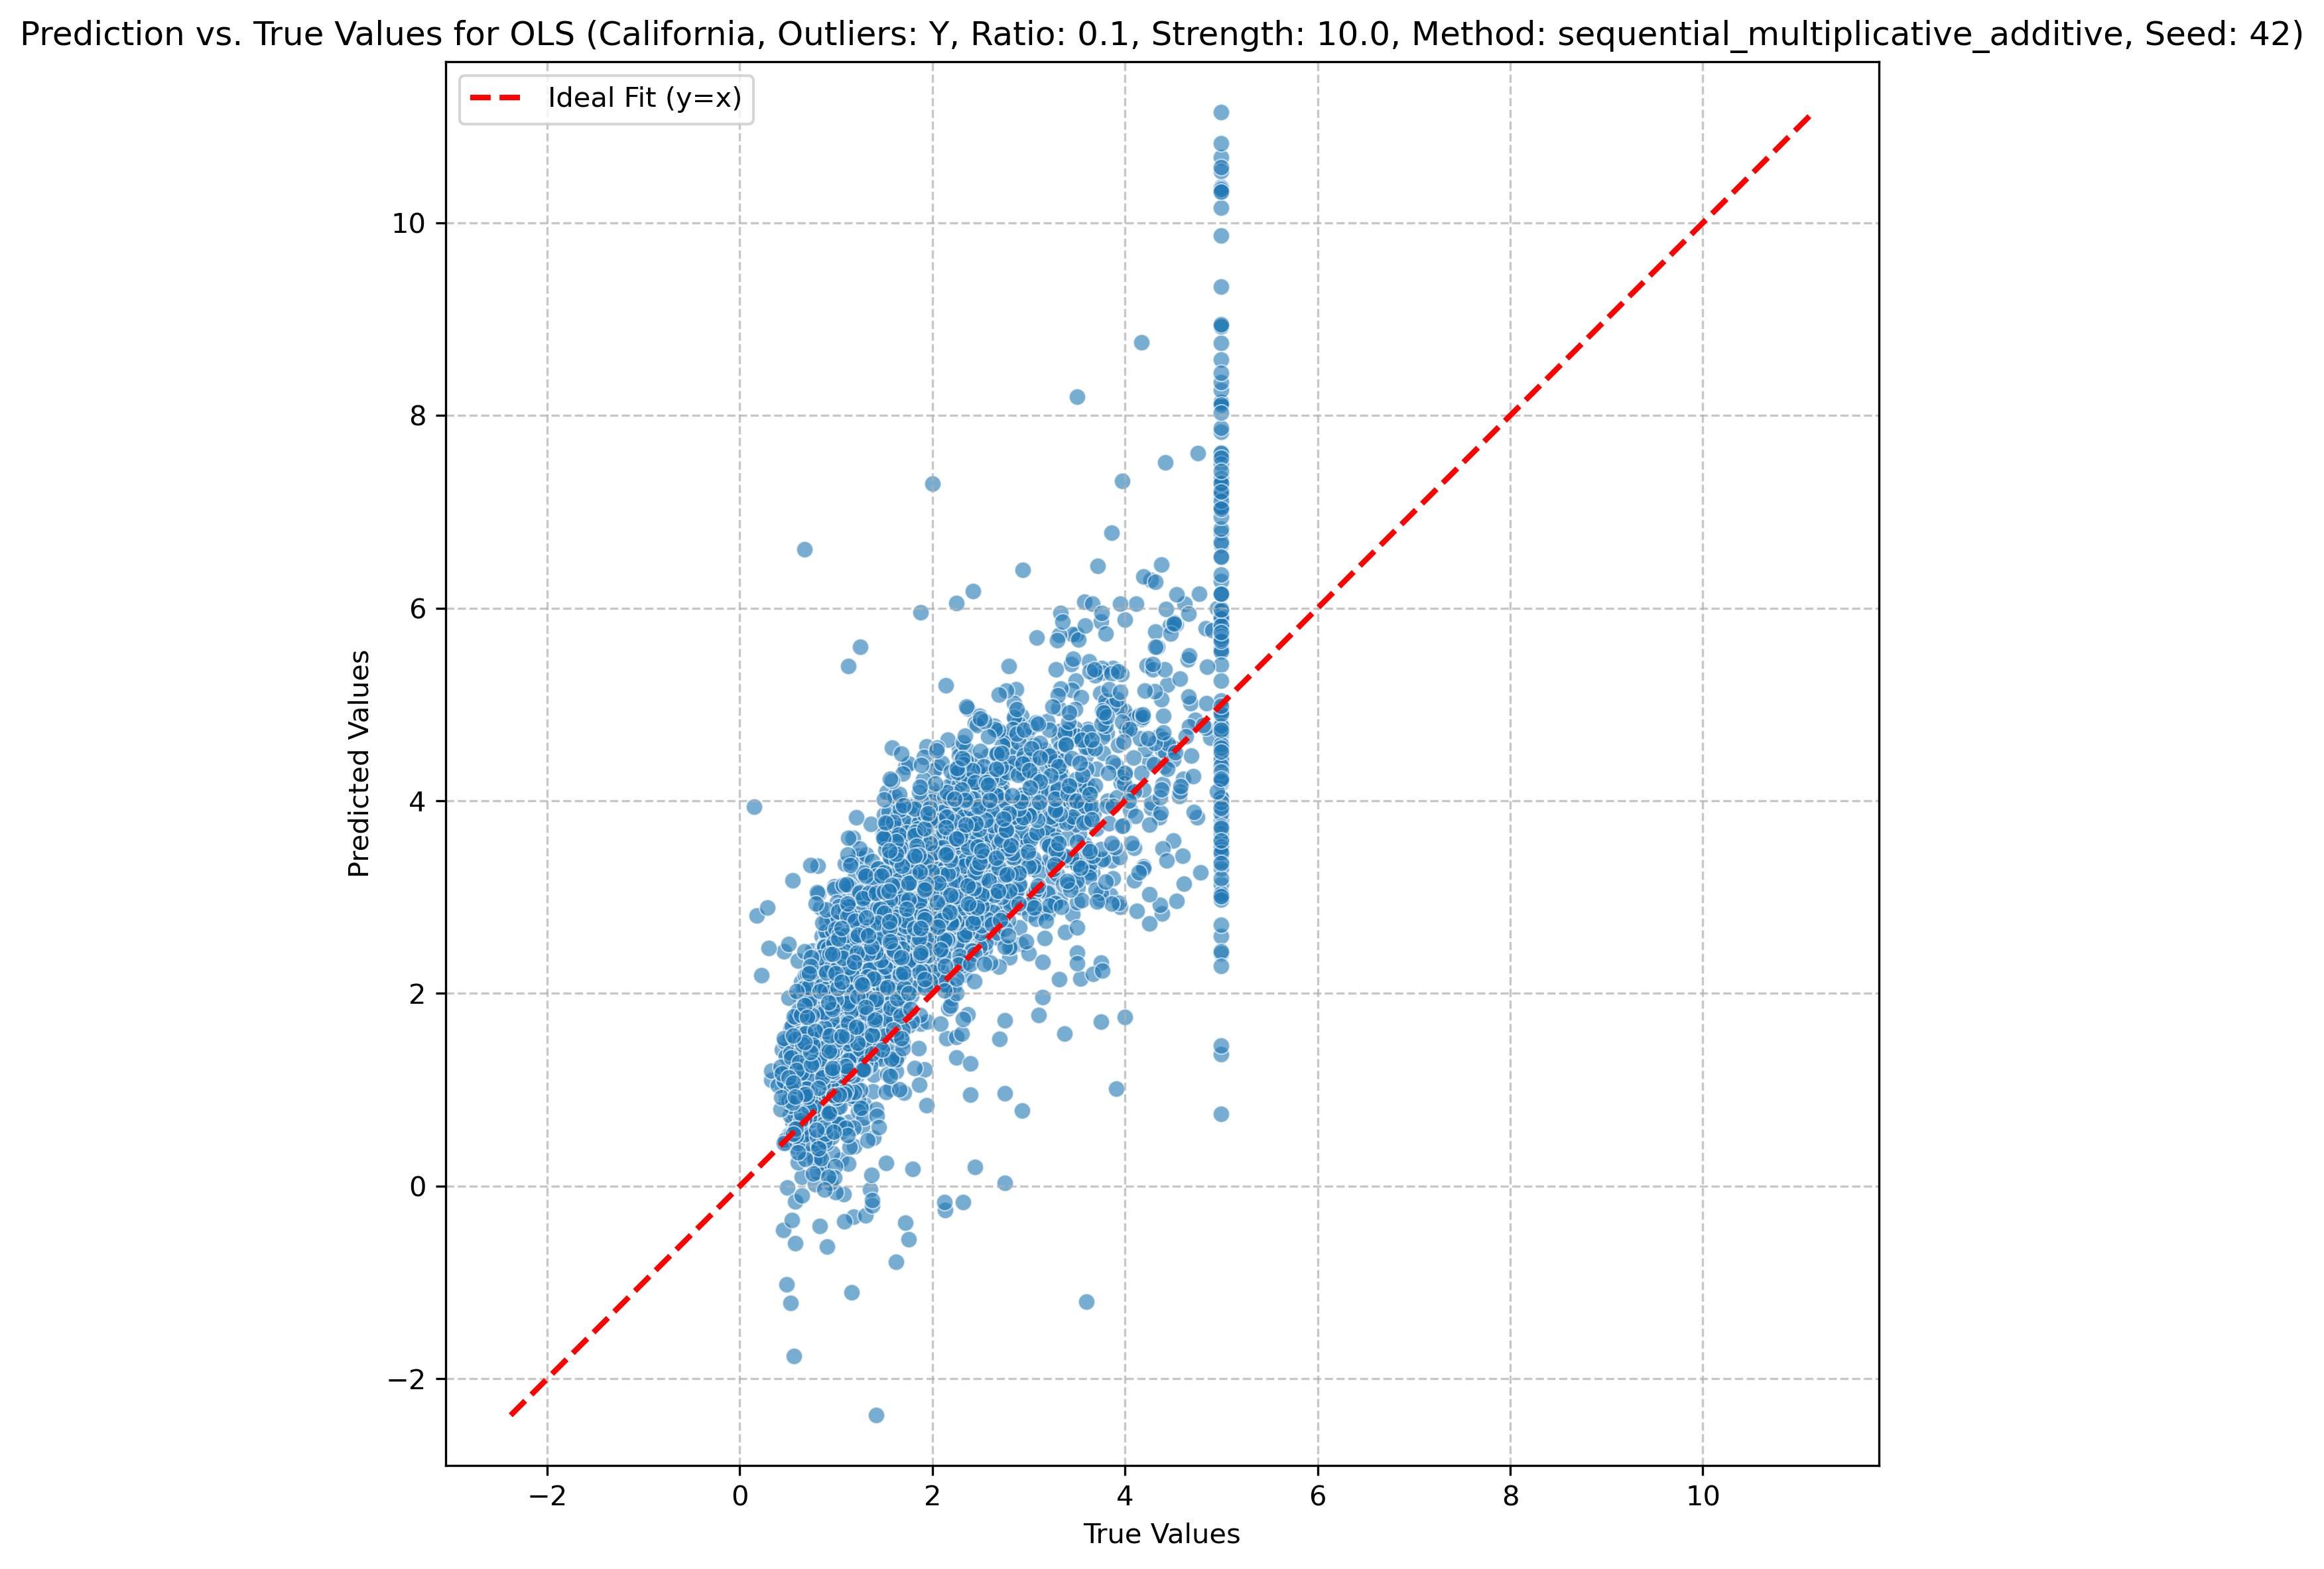 Prediction vs. True Values for OLS (California, Outliers: Y, Ratio: 0.1, Strength: 10.0, Method: sequential_multiplicative_additive, Seed: 42)
Ideal Fit (y=x)
10
8
6
4
2
0
−2
Predicted Values
−2 0 2 4 6 8 10
True Values